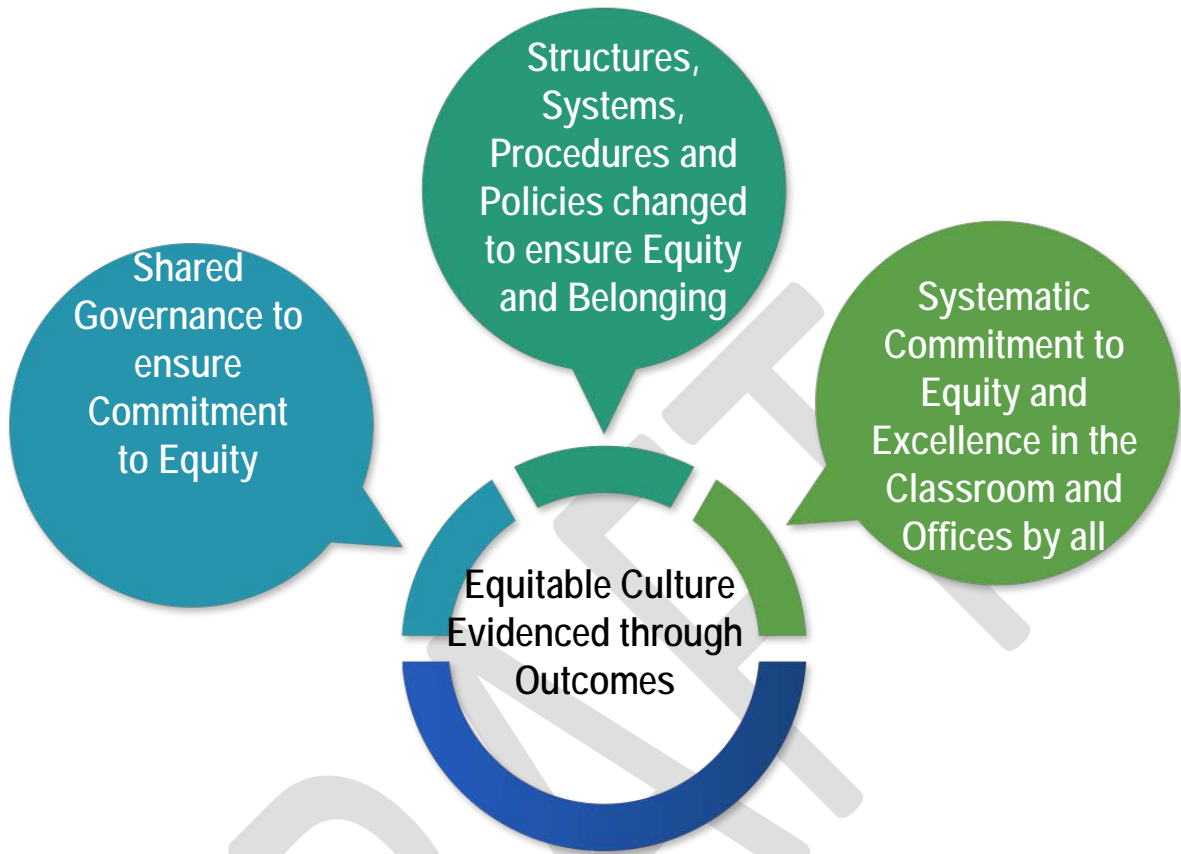 Structures,
Systems,
Procedures and
Policies changed
to ensure Equity
and Belonging
Shared
Governance to
ensure
Commitment
to Equity
Systematic
Commitment to
Equity and
Excellence in the
Classroom and
Offices by all
Equitable Culture
Evidenced through
Outcomes
DRAFT